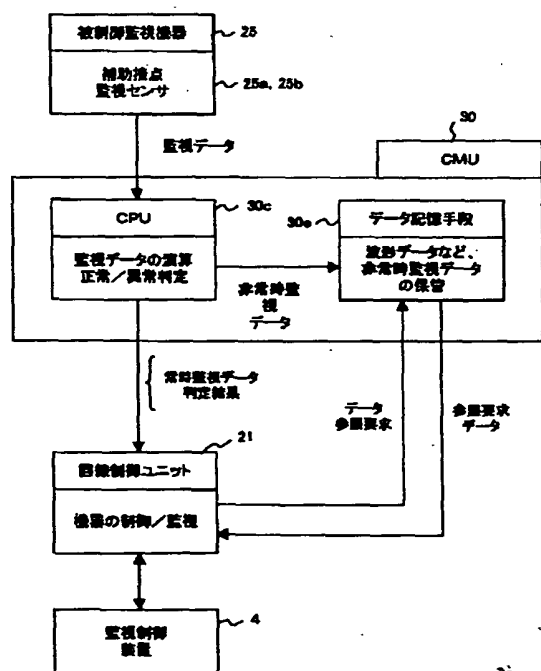 被制御監視機器
25
補助接点
監視センサ
25a, 25b
監視データ
30
CMU
CPU
30c
監視データの演算
正常/異常判定
非常時監
視
データ
30e
データ記憶手段
波形データなど、
非常時監視データ
の保管
常時監視データ
判定結果
データ
参照要求
参照要求
データ
21
回線制御ユニット
機器の制御/監視
4
監視制御
装置